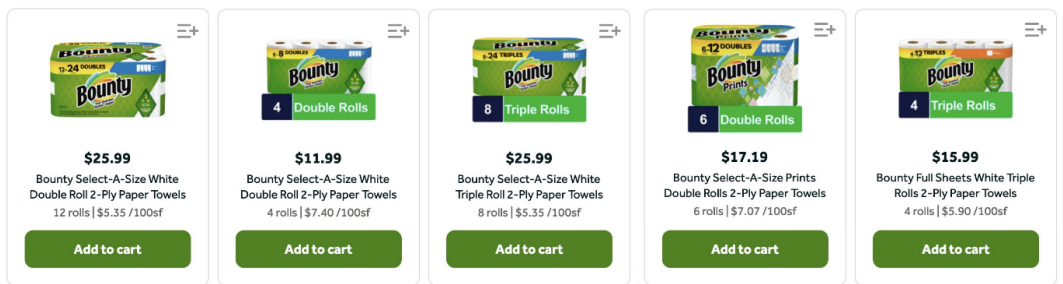 12=24 DOUBLES
Bounty
$25.99
Bounty Select-A-Size White
Double Roll 2-Ply Paper Towels
12 rolls | $5.35 /100sf
Add to cart
4=8 DOUBLES
Bounty
4 Double Rolls
$11.99
Bounty Select-A-Size White
Double Roll 2-Ply Paper Towels
4 rolls | $7.40 /100sf
Add to cart
Bounty
8=24 TRIPLES
Bounty
8 Triple Rolls
$25.99
Bounty Select-A-Size White
Triple Roll 2-Ply Paper Towels
8 rolls | $5.35 /100sf
Add to cart
Bounty
Prints
6=12 DOUBLES
Bounty
Prints
6 Double Rolls
$17.19
Bounty Select-A-Size Prints
Double Rolls 2-Ply Paper Towels
6 rolls | $7.07 /100sf
Add to cart
4=12 TRIPLES
Bounty
4 Triple Rolls
$15.99
Bounty Full Sheets White Triple
Rolls 2-Ply Paper Towels
4 rolls | $5.90 /100sf
Add to cart